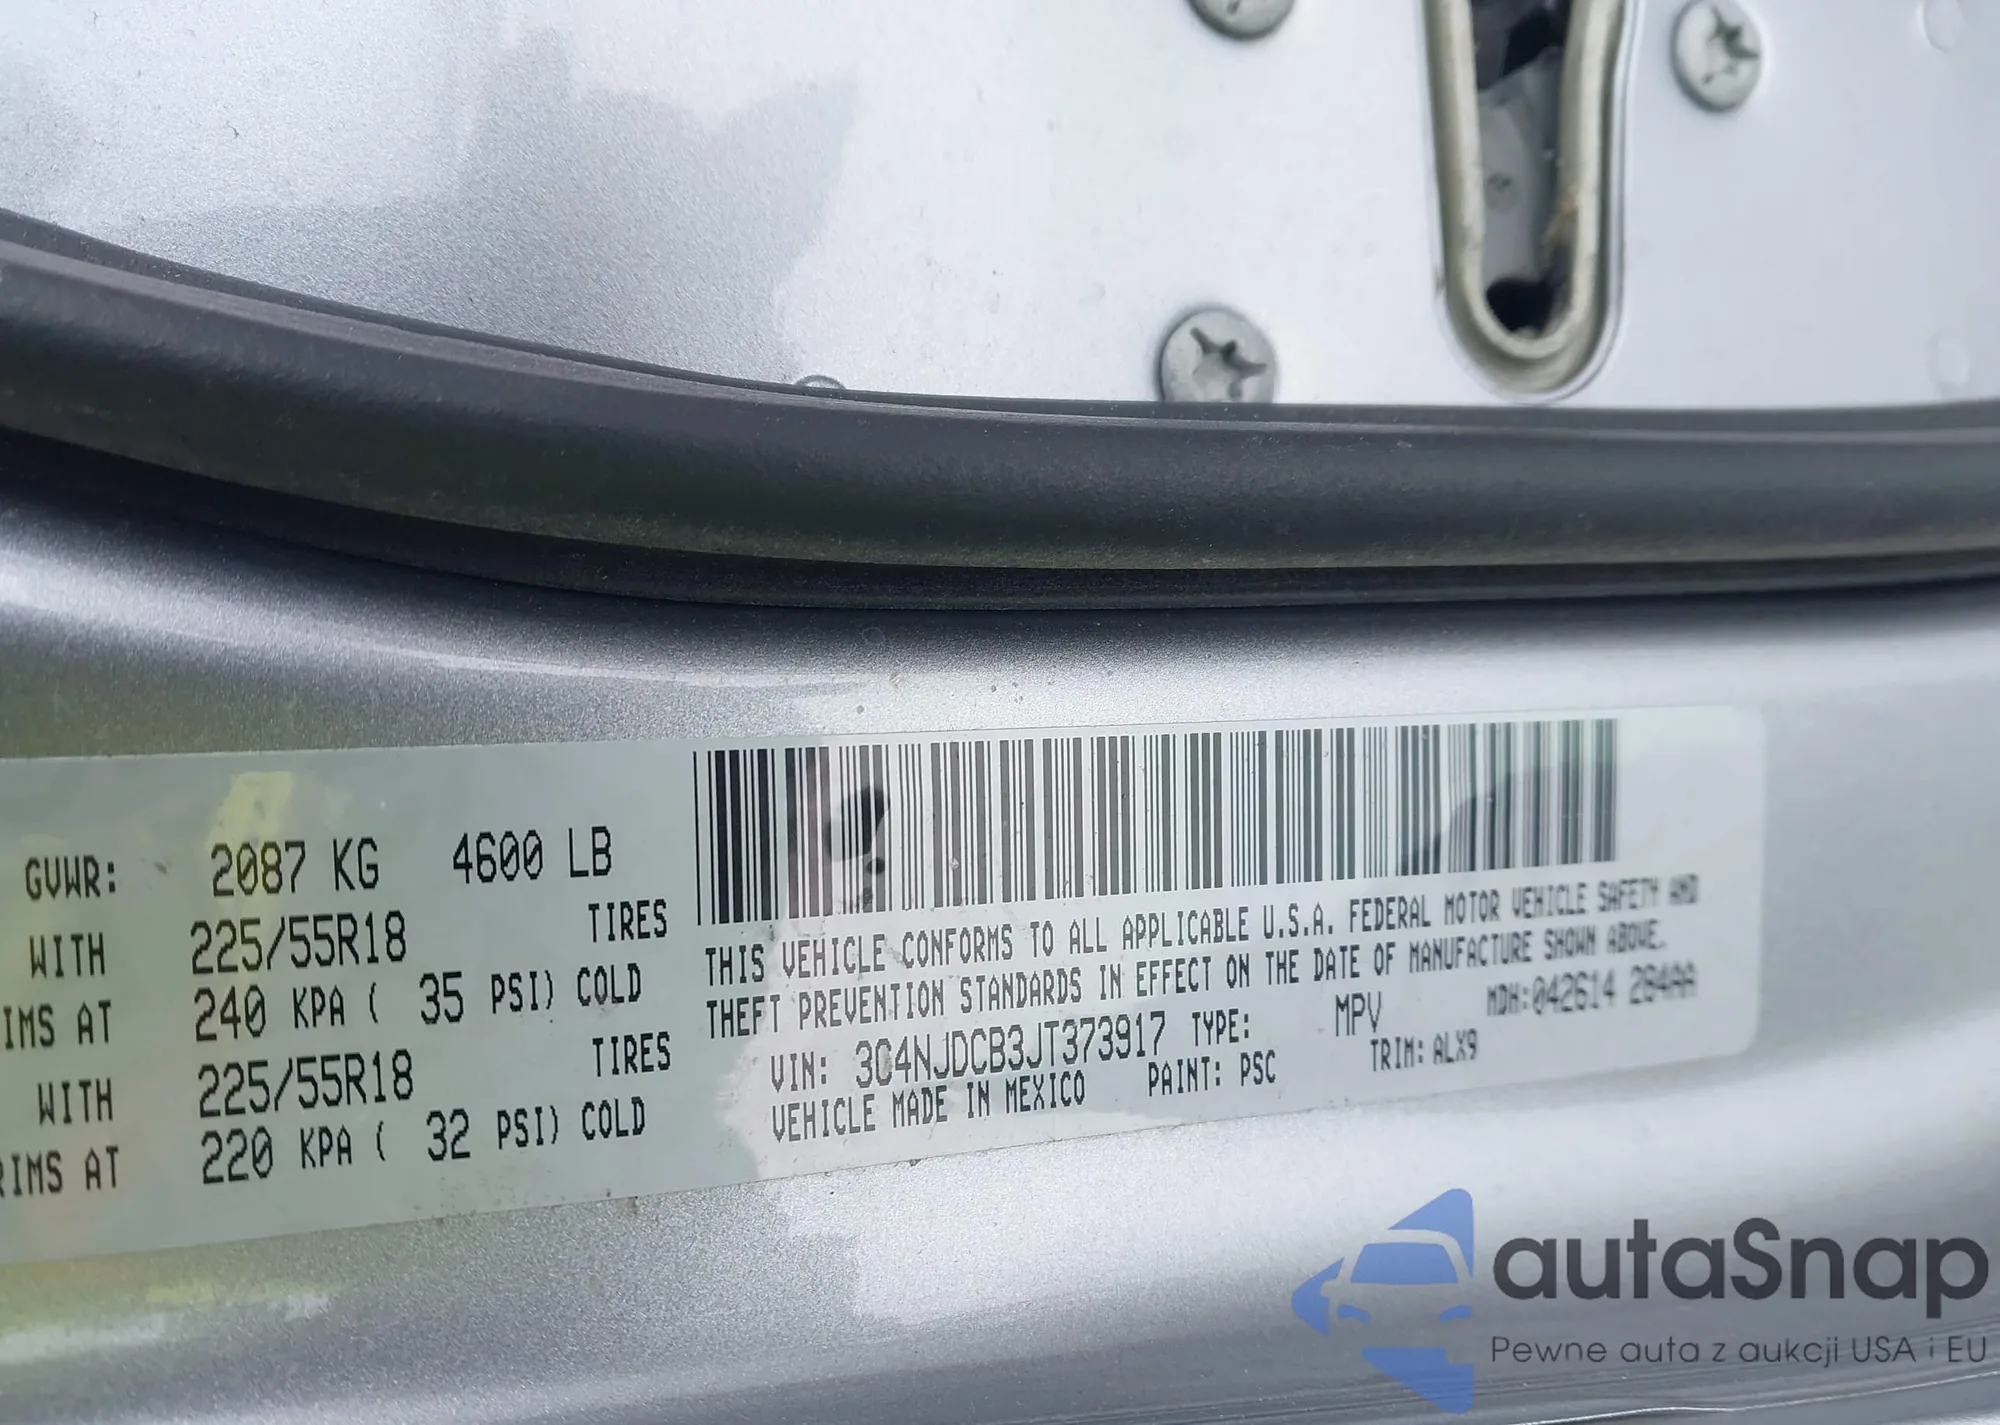 GVWR: 2087 KG 4600 LB
WITH 225/55R18 TIRES
IMS AT 240 KPA ( 35 PSI) COLD
WITH 225/55R18 TIRES
RIMS AT 220 KPA ( 32 PSI) COLD
THIS VEHICLE CONFORMS TO ALL APPLICABLE U.S.A. FEDERAL MOTOR VEHICLE SAFETY AND
THEFT PREVENTION STANDARDS IN EFFECT ON THE DATE OF MANUFACTURE SHOWN ABOVE.
MDH:042614 284AA
VIN: 3C4NJDCB3JT373917 TYPE: MPV
VEHICLE MADE IN MEXICO PAINT: PSC TRIM: ALX9
autaSnap
Pewne auta z aukcji USA i EU